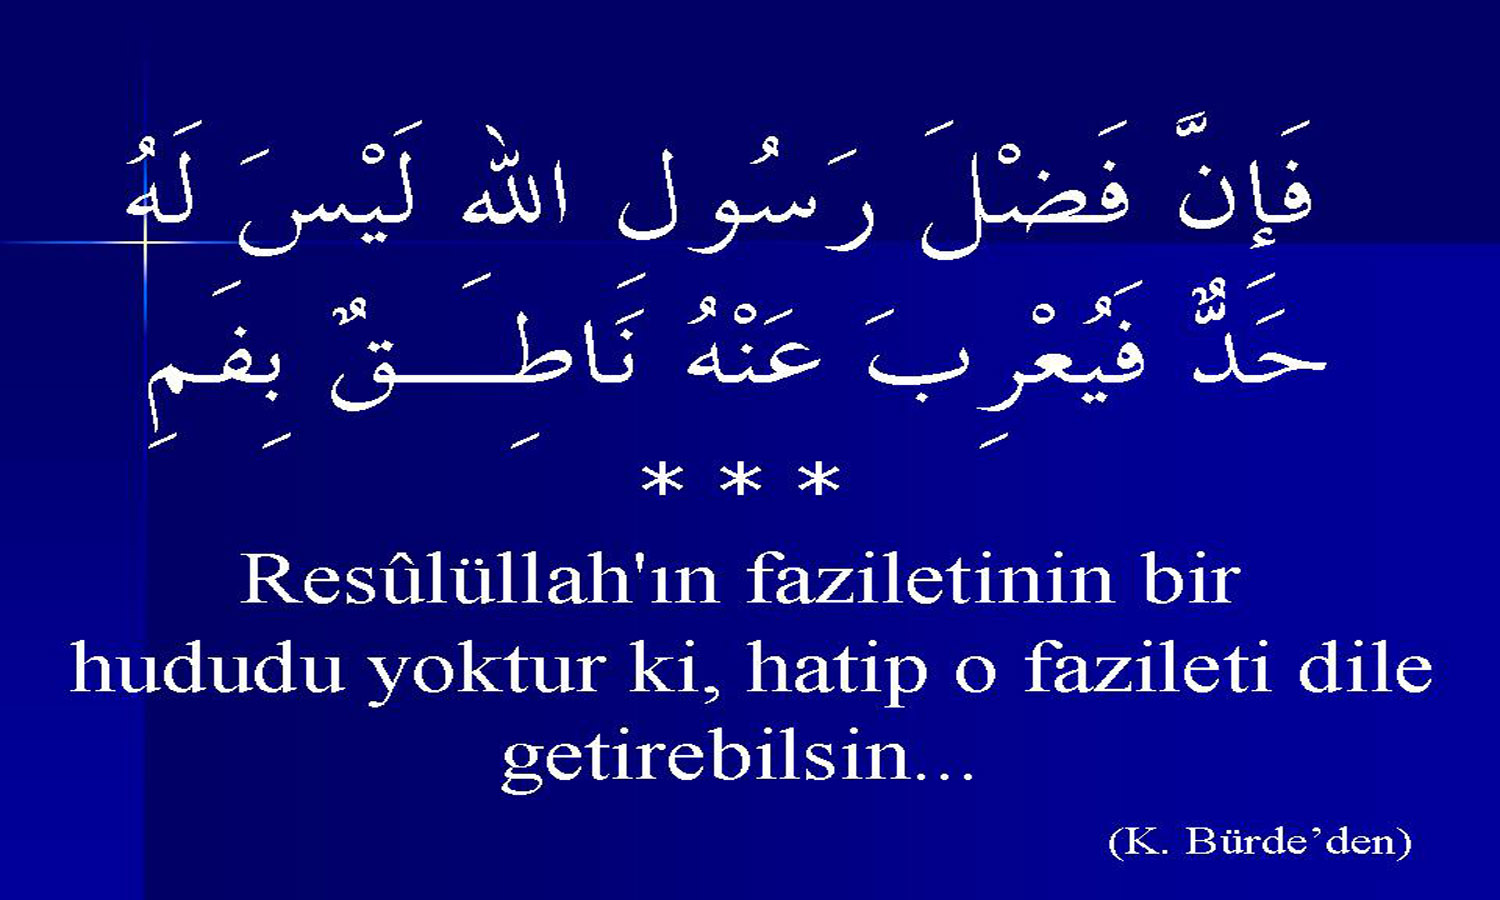 فَإِنَّ فَضْلَ رَسُول الله لَيْسَ لَهُ
حَدٌّ فَيُعْرِبَ عَنْهُ نَاطِـــقٌ بِفَمِ
* * *
Resûlüllah'ın faziletinin bir
hududu yoktur ki, hatip o fazileti dile
getirebilsin...
(K. Bürde’den)